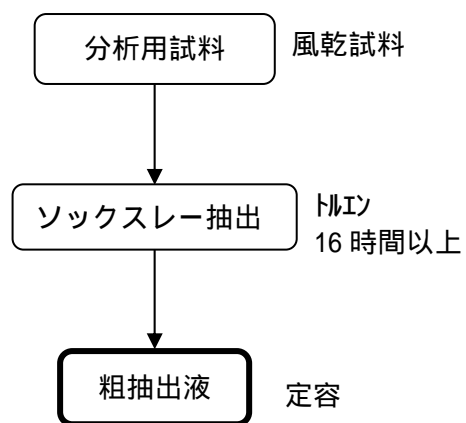 分析用試料
風乾試料
ソックスレー抽出
ﾄﾙｴﾝ
16 時間以上
粗抽出液
定容